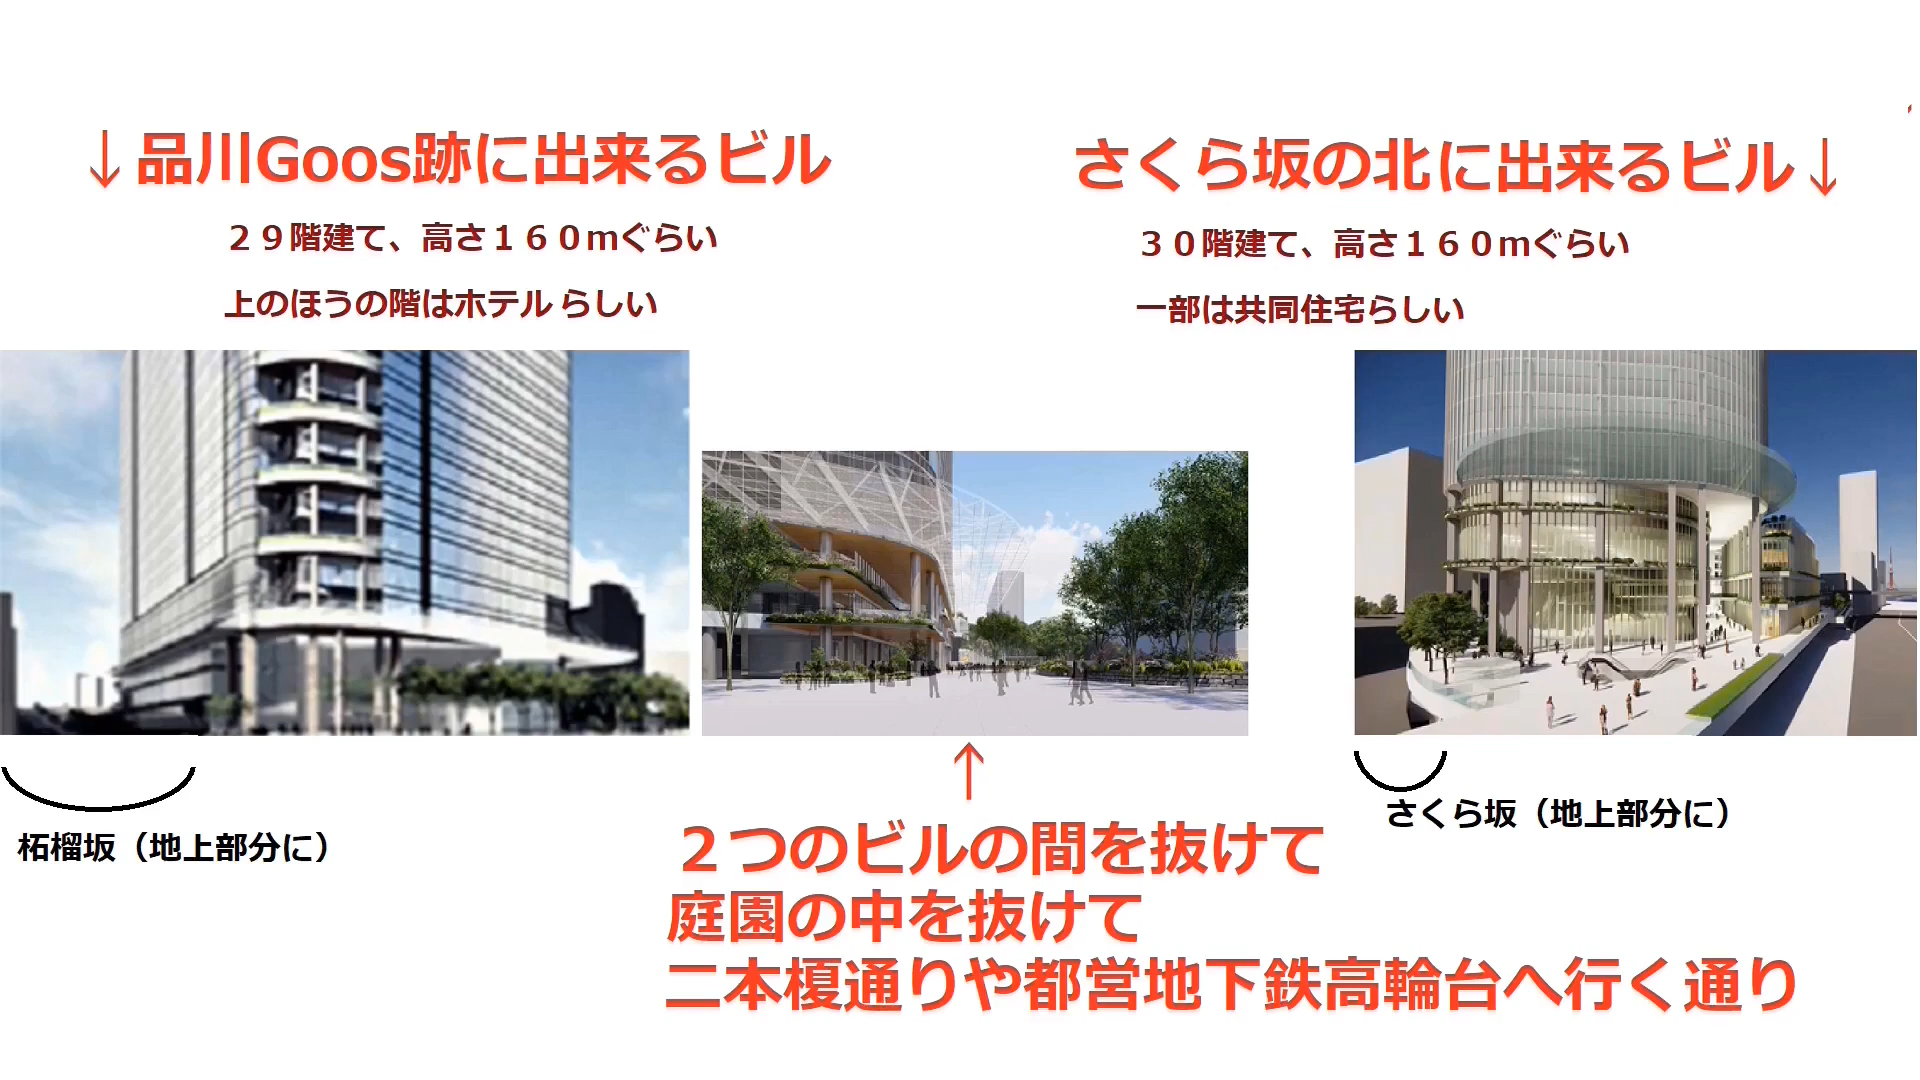 ↓品川Goos跡に出来るビル
２９階建て、高さ１６０ｍぐらい
上のほうの階はホテルらしい
さくら坂の北に出来るビル↓
３０階建て、高さ１６０ｍぐらい
一部は共同住宅らしい
柘榴坂（地上部分に）
さくら坂（地上部分に）
↑
２つのビルの間を抜けて
庭園の中を抜けて
二本榎通りや都営地下鉄高輪台へ行く通り